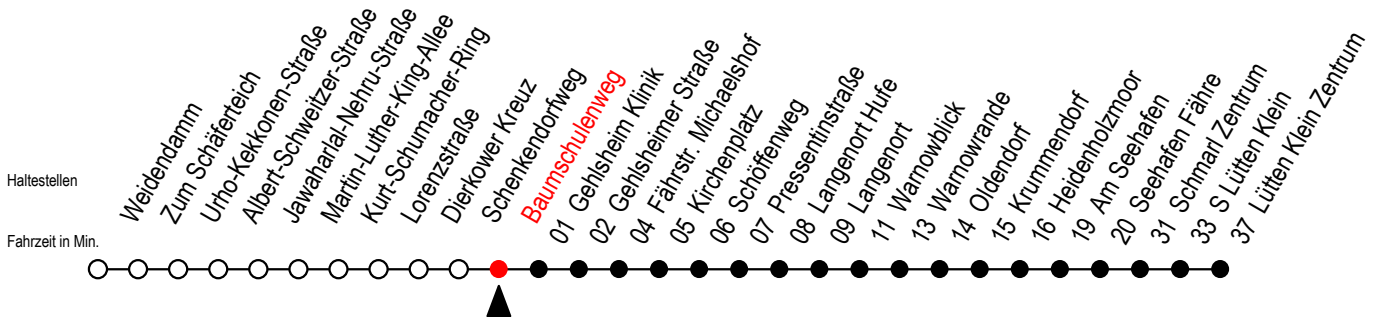 Haltestellen
Fahrzeit in Min.
Weidendamm
Zum Schäferteich
Urho-Kekkonen-Straße
Albert-Schweitzer-Straße
Jawaharlal-Nehru-Straße
Martin-Luther-King-Allee
Kurt-Schumacher-Ring
Lorenzstraße
Dierkower Kreuz
Schenkendorfweg
Baumschulenweg
01 Gehlsheim Klinik
02 Gehlsheimer Straße
04 Fährstr. Michaelshof
05 Kirchenplatz
06 Schöffenweg
07 Pressentinstraße
08 Langenort Hufe
09 Langenort
11 Warnowblick
13 Warnowrande
14 Oldendorf
15 Krummendorf
16 Heidenholzmoor
19 Am Seehafen
20 Seehafen Fähre
31 Schmarl Zentrum
33 S Lütten Klein
37 Lütten Klein Zentrum